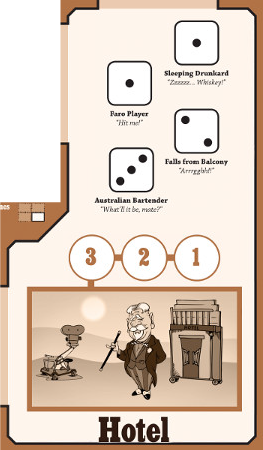 Sleeping Drunkard
"Zzzzzz... Whiskey!"
Faro Player
"Hit me!"
Falls from Balcony
"Arrrgghh!"
Australian Bartender
"What'll it be, mate?"
3 2 1
Hotel